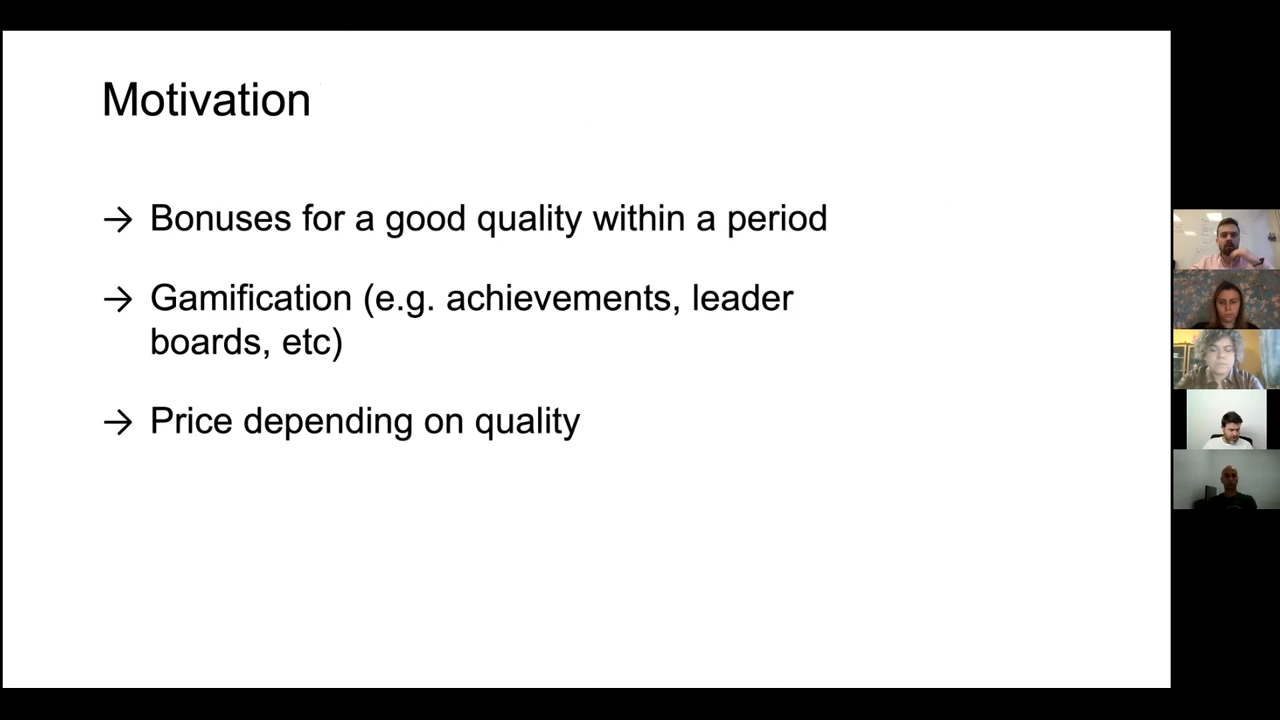 Motivation
→ Bonuses for a good quality within a period
→ Gamification (e.g. achievements, leader
boards, etc)
→ Price depending on quality